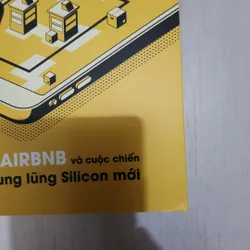 AIRBNB và cuộc chiến
ung lũng Silicon mới